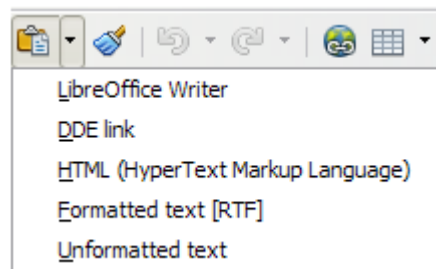 LibreOffice Writer
DDE link
HTML (HyperText Markup Language)
Formatted text [RTF]
Unformatted text